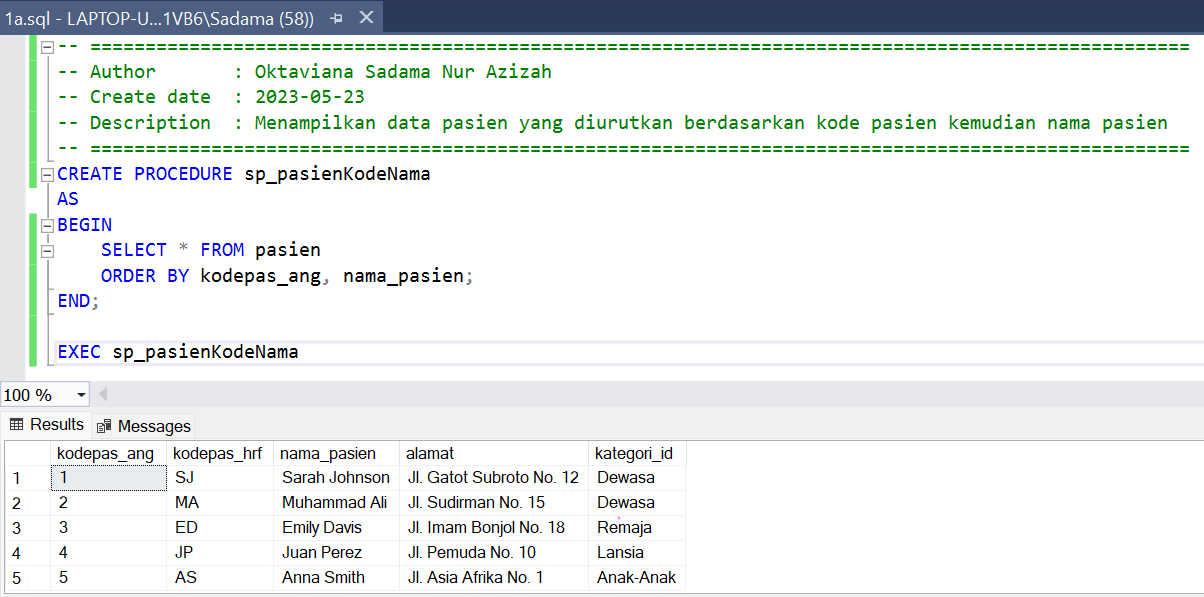 1a.sql - LAPTOP-U...1VB6\Sadama (58))
-- ====================================================================================================
-- Author       : Oktaviana Sadama Nur Azizah
-- Create date  : 2023-05-23
-- Description  : Menampilkan data pasien yang diurutkan berdasarkan kode pasien kemudian nama pasien
-- ====================================================================================================
CREATE PROCEDURE sp_pasienKodeNama
AS
BEGIN
    SELECT * FROM pasien
    ORDER BY kodepas_ang, nama_pasien;
END;
EXEC sp_pasienKodeNama
100 %
Results Messages
kodepas_ang kodepas_hrf nama_pasien alamat kategori_id
1 1 SJ Sarah Johnson Jl. Gatot Subroto No. 12 Dewasa
2 2 MA Muhammad Ali Jl. Sudirman No. 15 Dewasa
3 3 ED Emily Davis Jl. Imam Bonjol No. 18 Remaja
4 4 JP Juan Perez Jl. Pemuda No. 10 Lansia
5 5 AS Anna Smith Jl. Asia Afrika No. 1 Anak-Anak